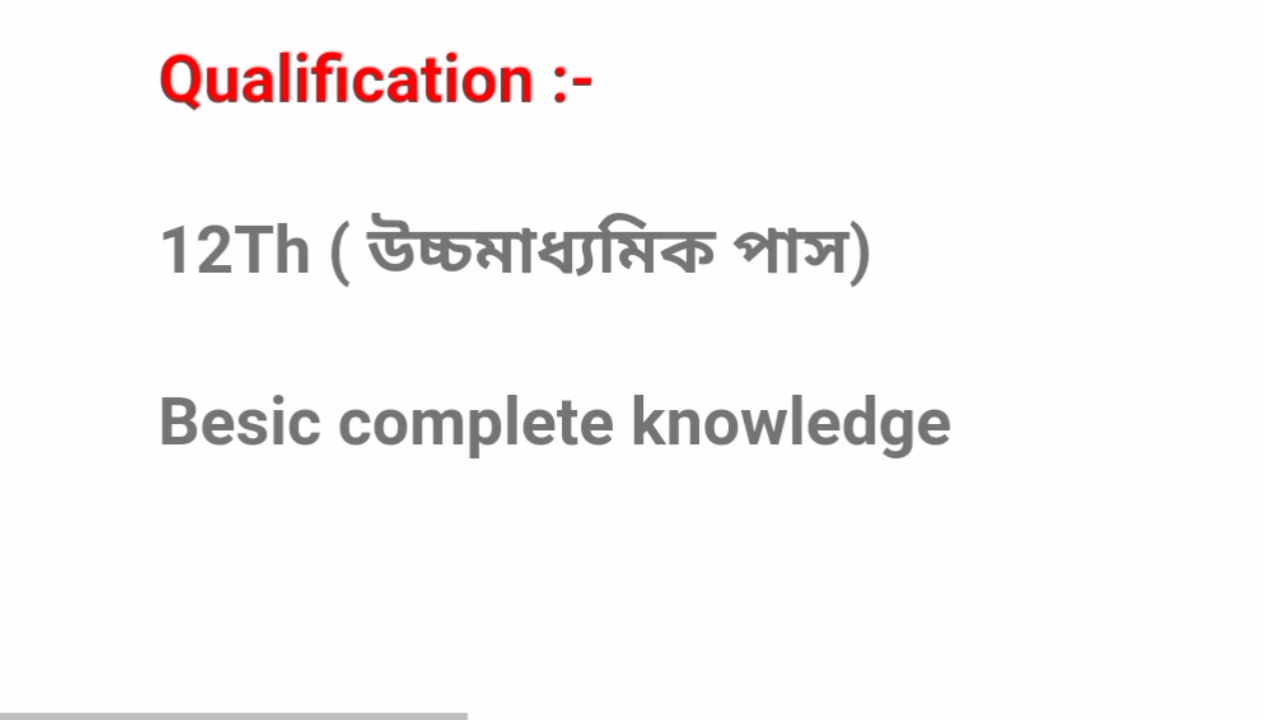 Qualification :-
12Th ( উচ্চমাধ্যমিক পাস)
Besic complete knowledge